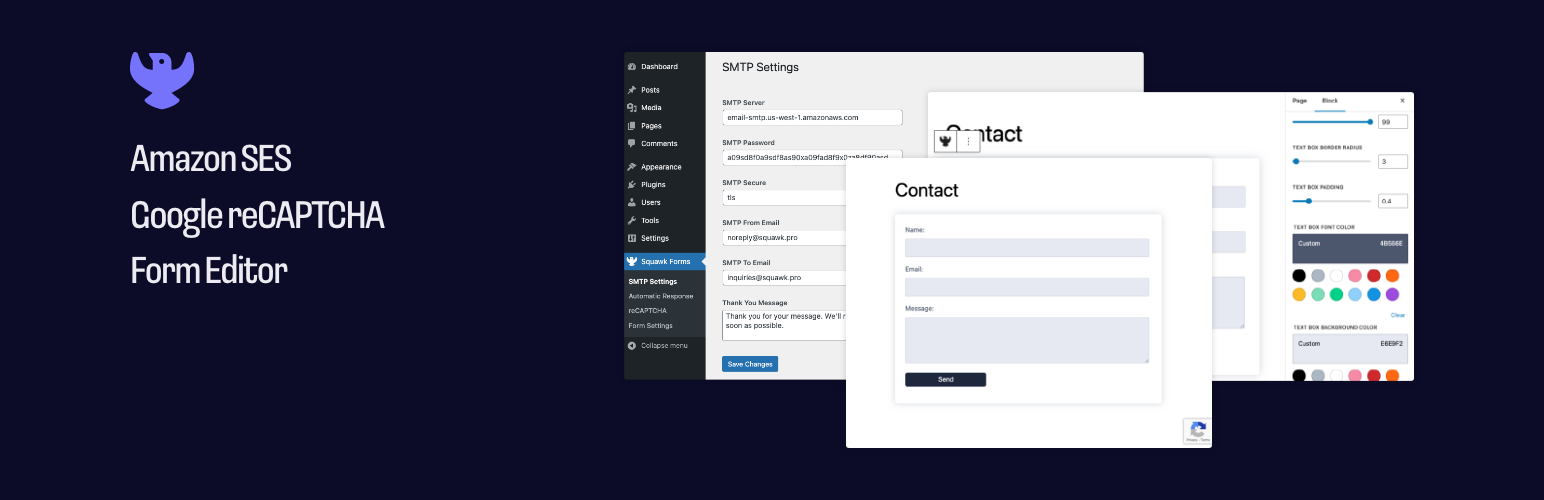 Amazon SES
Google reCAPTCHA
Form Editor
Dashboard
Posts
Media
Pages
Comments
Appearance
Plugins
Users
Tools
Settings
Squawk Forms
SMTP Settings
Automatic Response
reCAPTCHA
Form Settings
Collapse menu
SMTP Settings
SMTP Server
email-smtp.us-west-1.amazonaws.com
SMTP Password
SMTP Secure
tls
SMTP From Email
noreply@squawk.pro
SMTP To Email
inquiries@squawk.pro
Thank You Message
Thank you for your message. We'll
soon as possible.
Save Changes
Contact
Page Block
99
TEXT BOX BORDER RADIUS
3
TEXT BOX PADDING
0.4
TEXT BOX FONT COLOR
Custom
Clear
TEXT BOX BACKGROUND COLOR
Custom E6E9F2
Contact
Name:
Email:
Message:
Send
Privacy - Terms